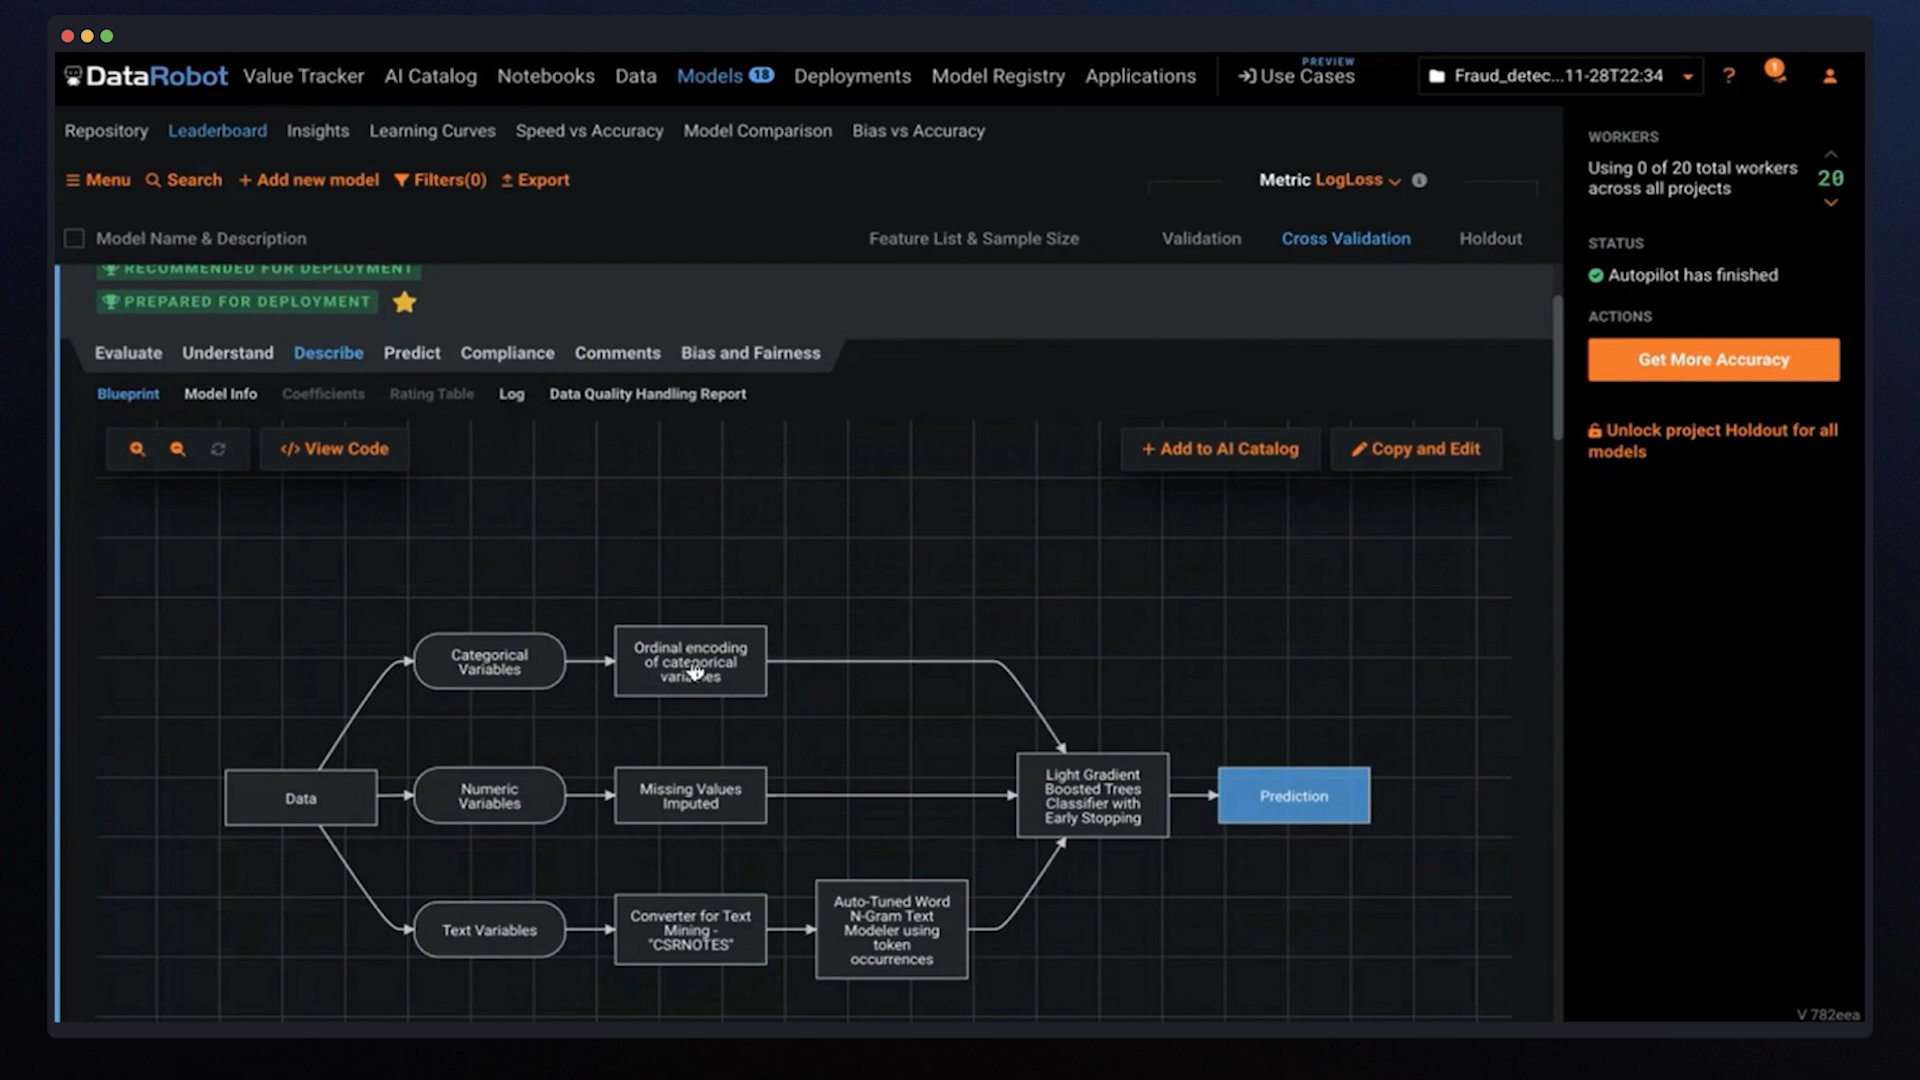 DataRobot Value Tracker AI Catalog Notebooks Data Models 18 Deployments Model Registry Applications PREVIEW Use Cases Fraud_detec...11-28T22:34 ? 1
Repository Leaderboard Insights Learning Curves Speed vs Accuracy Model Comparison Bias vs Accuracy
Menu Search + Add new model Filters(0) Export Metric LogLoss
Model Name & Description Feature List & Sample Size Validation Cross Validation Holdout
RECOMMENDED FOR DEPLOYMENT
PREPARED FOR DEPLOYMENT
Evaluate Understand Describe Predict Compliance Comments Bias and Fairness
Blueprint Model Info Coefficients Rating Table Log Data Quality Handling Report
</> View Code + Add to AI Catalog Copy and Edit
Categorical
Variables
Ordinal encoding
of categorical
variables
Data
Numeric
Variables
Missing Values
Imputed
Light Gradient
Boosted Trees
Classifier with
Early Stopping
Prediction
Text Variables
Converter for Text
Mining -
"CSRNOTES"
Auto-Tuned Word
N-Gram Text
Modeler using
token
occurrences
WORKERS
Using 0 of 20 total workers
across all projects
20
STATUS
Autopilot has finished
ACTIONS
Get More Accuracy
Unlock project Holdout for all
models
V 782eea